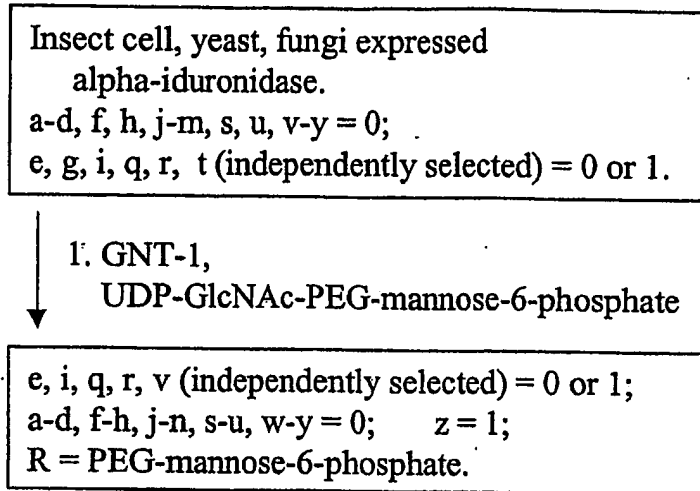 Insect cell, yeast, fungi expressed
alpha-iduronidase.
a-d, f, h, j-m, s, u, v-y = 0;
e, g, i, q, r, t (independently selected) = 0 or 1.
1. GNT-1,
UDP-GlcNAc-PEG-mannose-6-phosphate
e, i, q, r, v (independently selected) = 0 or 1;
a-d, f-h, j-n, s-u, w-y = 0; z = 1;
R = PEG-mannose-6-phosphate.